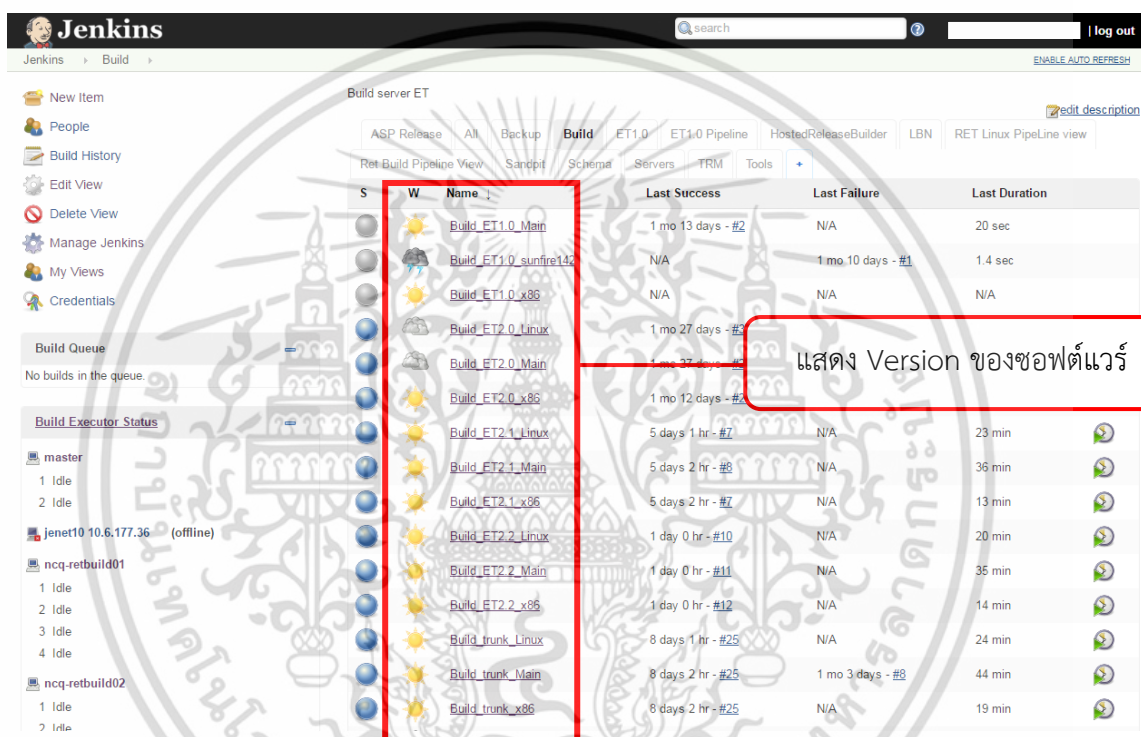 Jenkins
search
| log out
Jenkins Build
ENABLE AUTO REFRESH
New Item
People
Build History
Edit View
Delete View
Manage Jenkins
My Views
Credentials
Build Queue
No builds in the queue.
Build Executor Status
master
1 Idle
2 Idle
jenet10 10.6.177.36 (offline)
ncq-retbuild01
1 Idle
2 Idle
3 Idle
4 Idle
ncq-retbuild02
1 Idle
2 Idle
Build server ET
edit description
ASP Release All Backup Build ET1.0 ET1.0 Pipeline HostedReleaseBuilder LBN RET Linux PipeLine view
Ret Build Pipeline View Sandpit Schema Servers TRM Tools +
S W Name ↓ Last Success Last Failure Last Duration
Build_ET1.0_Main 1 mo 13 days - #2 N/A 20 sec
Build_ET1.0_sunfire142 N/A 1 mo 10 days - #1 1.4 sec
Build_ET1.0_x86 N/A N/A N/A
Build_ET2.0_Linux 1 mo 27 days - #3
Build_ET2.0_Main 1 mo 27 days
Build_ET2.0_x86 1 mo 12 days - #2
แสดง Version ของซอฟต์แวร์
Build_ET2.1_Linux 5 days 1 hr - #7 N/A 23 min
Build_ET2.1_Main 5 days 2 hr - #8 N/A 36 min
Build_ET2.1_x86 5 days 2 hr - #7 N/A 13 min
Build_ET2.2_Linux 1 day 0 hr - #10 N/A 20 min
Build_ET2.2_Main 1 day 0 hr - #11 N/A 35 min
Build_ET2.2_x86 1 day 0 hr - #12 N/A 14 min
Build_trunk_Linux 8 days 1 hr - #25 N/A 24 min
Build_trunk_Main 8 days 2 hr - #25 1 mo 3 days - #8 44 min
Build_trunk_x86 8 days 2 hr - #25 N/A 19 min